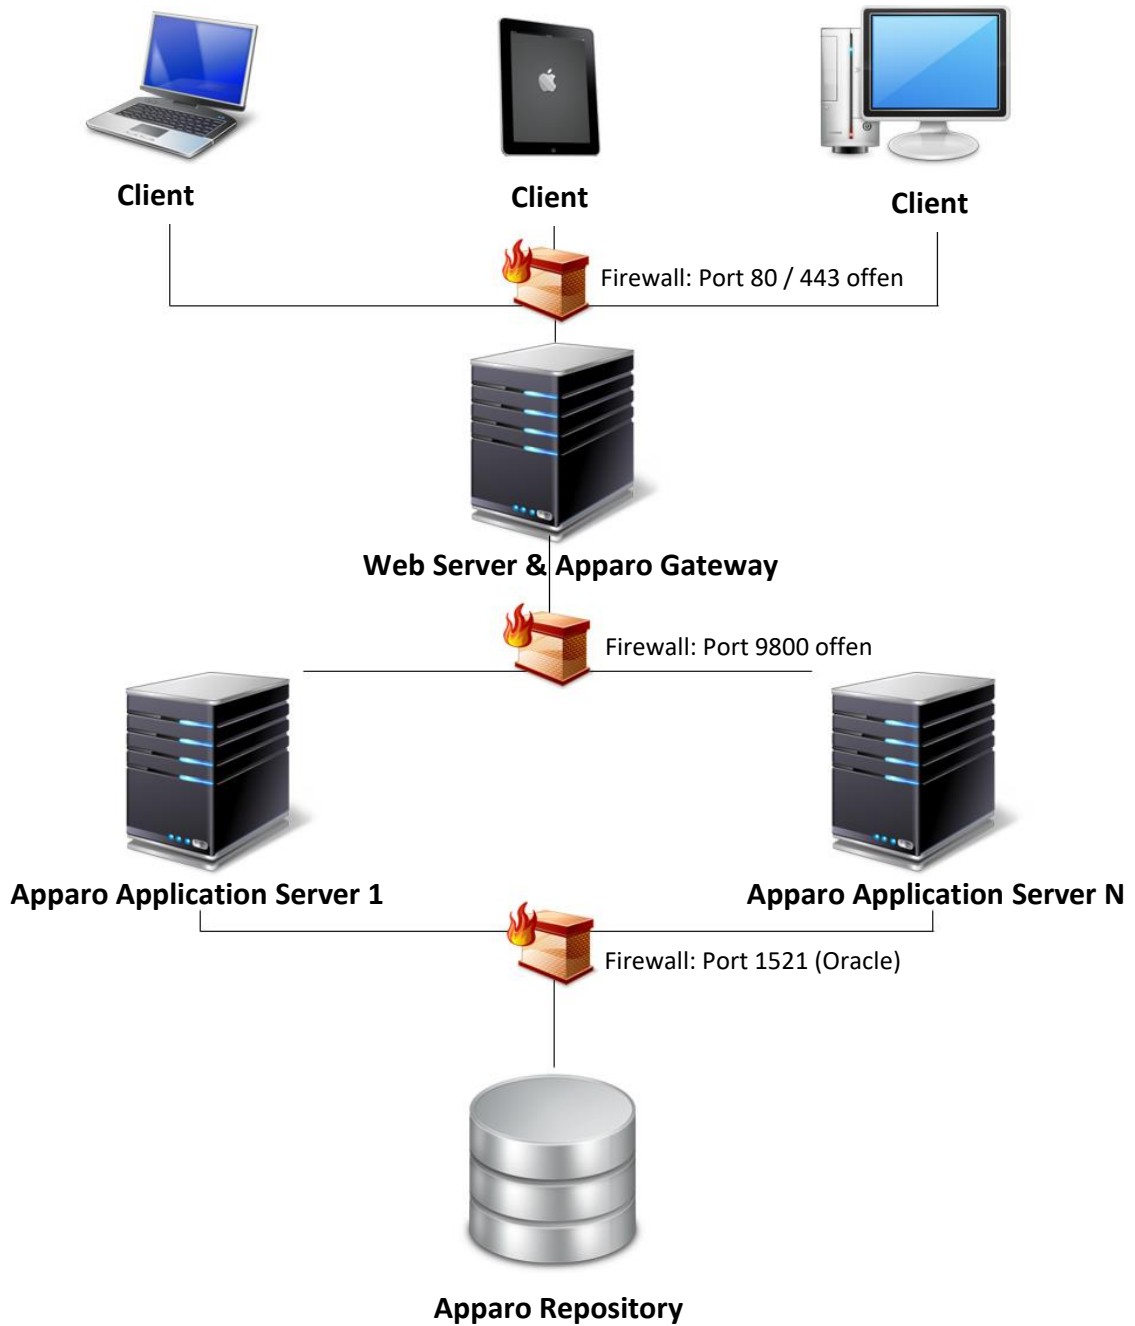 Client
Client
Client
Firewall: Port 80 / 443 offen
Web Server & Apparo Gateway
Firewall: Port 9800 offen
Apparo Application Server 1
Apparo Application Server N
Firewall: Port 1521 (Oracle)
Apparo Repository